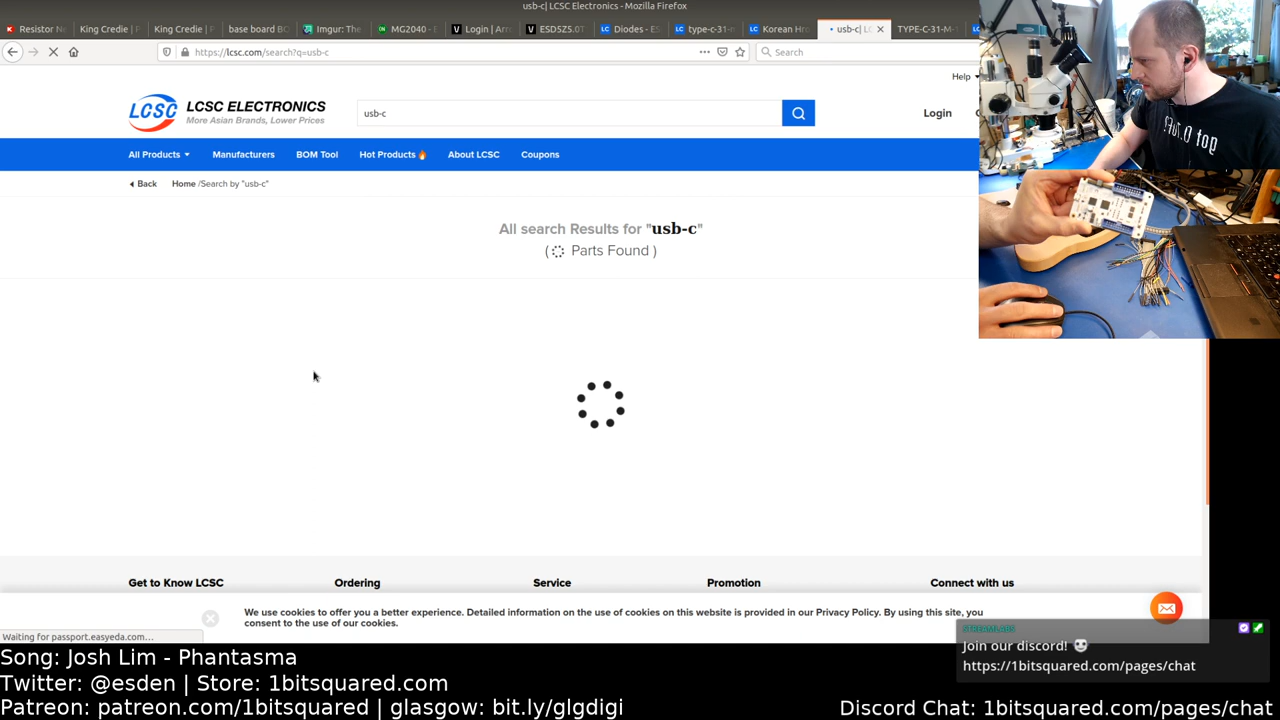 usb-c| LCSC Electronics - Mozilla Firefox
Resistor Ne
King Credie | F
King Credie | F
base board BO
Imgur: The
MG2040 - E
Login | Arr
ESD5Z5.0T
Diodes - ES
type-c-31-m
Korean Hro
usb-c| LC
TYPE-C-31-M-1
https://lcsc.com/search?q=usb-c
Search
Help
LCSC
LCSC ELECTRONICS
More Asian Brands, Lower Prices
usb-c
Login
All Products
Manufacturers
BOM Tool
Hot Products
About LCSC
Coupons
Back
Home /Search by "usb-c"
All search Results for "usb-c"
( Parts Found )
Get to Know LCSC
Ordering
Service
Promotion
Connect with us
We use cookies to offer you a better experience. Detailed information on the use of cookies on this website is provided in our Privacy Policy. By using this site, you
consent to the use of our cookies.
Waiting for passport.easyeda.com...
STREAMLABS
Join our discord!
https://1bitsquared.com/pages/chat
Song: Josh Lim - Phantasma
Twitter: @esden | Store: 1bitsquared.com
Patreon: patreon.com/1bitsquared | glasgow: bit.ly/glgdigi
Discord Chat: 1bitsquared.com/pages/chat